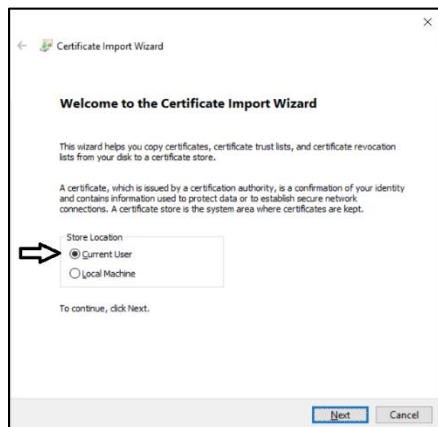 Certificate Import Wizard
Welcome to the Certificate Import Wizard
This wizard helps you copy certificates, certificate trust lists, and certificate revocation
lists from your disk to a certificate store.
A certificate, which is issued by a certification authority, is a confirmation of your identity
and contains information used to protect data or to establish secure network
connections. A certificate store is the system area where certificates are kept.
Store Location
Current User
Local Machine
To continue, click Next.
Next Cancel